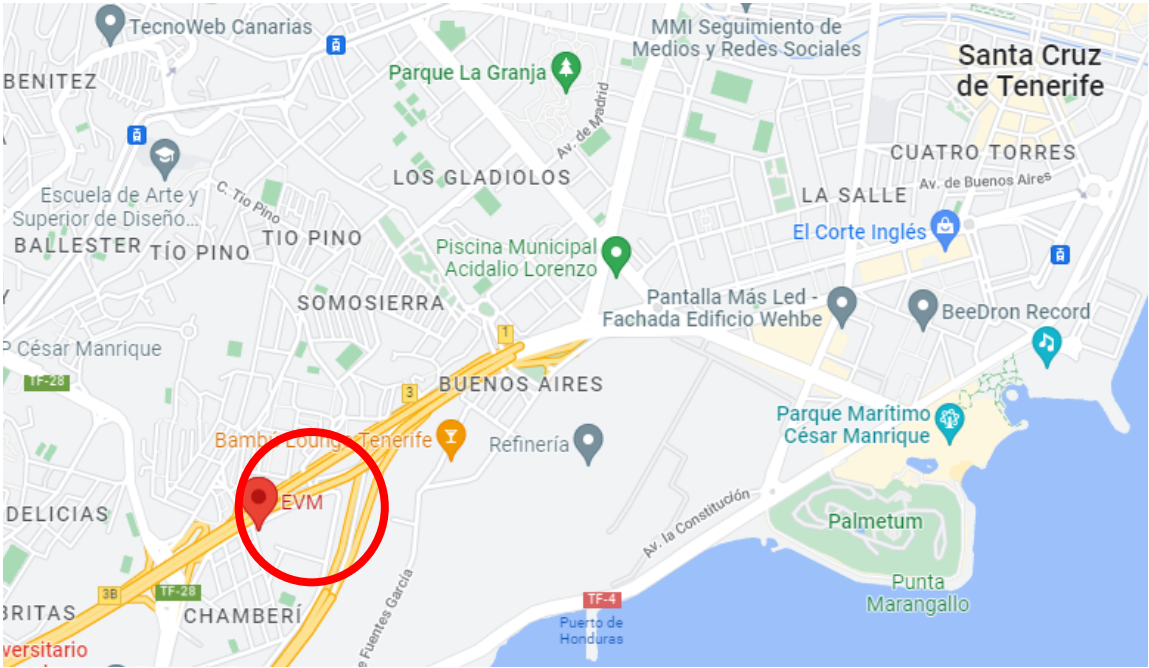 TecnoWeb Canarias
MMI Seguimiento de
Medios y Redes Sociales
Santa Cruz
de Tenerife
BENITEZ
Parque La Granja
Av. de Madrid
CUATRO TORRES
LOS GLADIOLOS
Av. de Buenos Aires
LA SALLE
Escuela de Arte y
Superior de Diseño...
C. Tio Pino
El Corte Inglés
BALLESTER
TÍO PINO
TIO PINO
Piscina Municipal
Acidalio Lorenzo
SOMOSIERRA
Pantalla Más Led -
Fachada Edificio Wehbe
BeeDron Record
1
César Manrique
TF-28
3
BUENOS AIRES
Parque Marítimo
César Manrique
Bambú Lounge Tenerife
Refinería
EVM
DELICIAS
Av. la Constitución
Palmetum
3B
TF-28
Punta
Marangallo
TF-4
BRITAS
CHAMBERÍ
Puerto de
Honduras
e Fuentes García
versitario